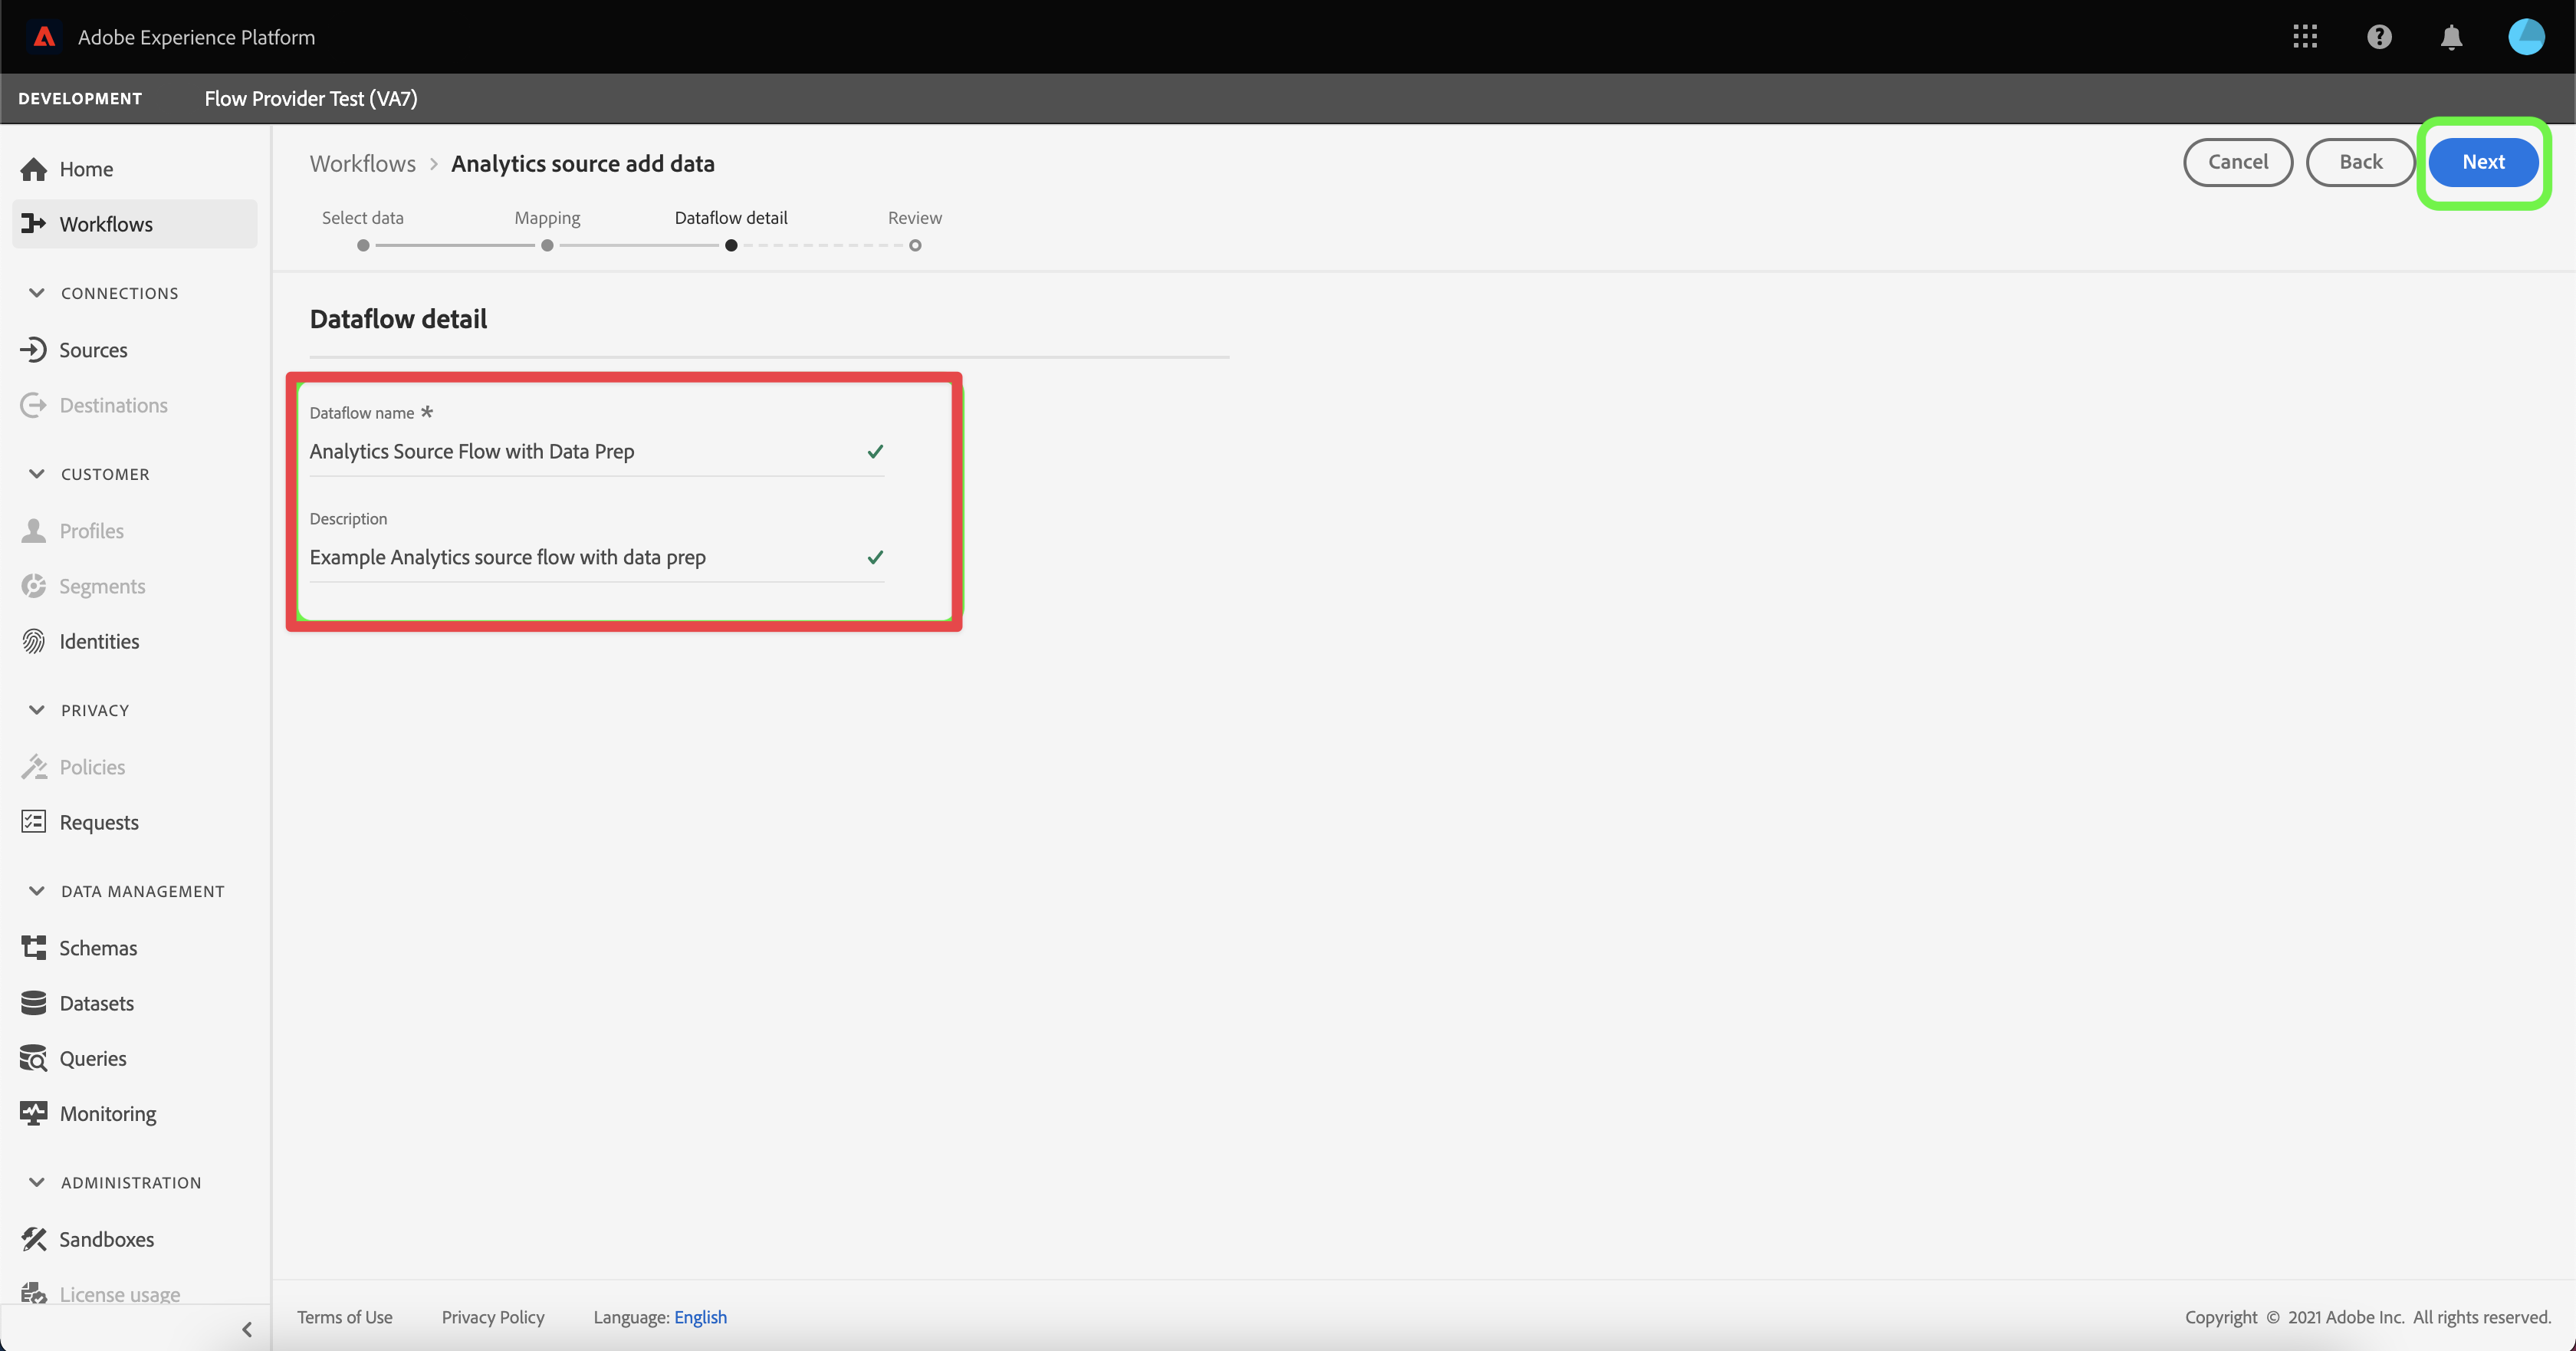 Adobe Experience Platform
DEVELOPMENT Flow Provider Test (VA7)
Home
Workflows
CONNECTIONS
Sources
Destinations
CUSTOMER
Profiles
Segments
Identities
PRIVACY
Policies
Requests
DATA MANAGEMENT
Schemas
Datasets
Queries
Monitoring
ADMINISTRATION
Sandboxes
License usage
Workflows > Analytics source add data
Cancel Back Next
Select data Mapping Dataflow detail Review
Dataflow detail
Dataflow name *
Analytics Source Flow with Data Prep
Description
Example Analytics source flow with data prep
Terms of Use Privacy Policy Language: English
Copyright © 2021 Adobe Inc. All rights reserved.